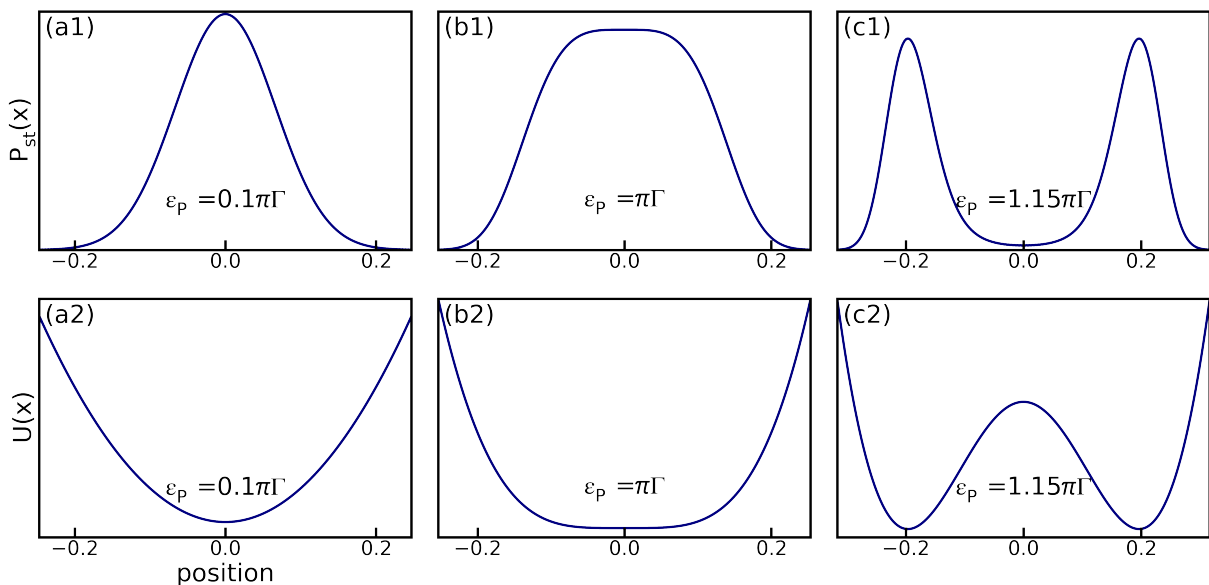 (a1)
(b1)
(c1)
P_st(x)
ε_P =0.1πΓ
ε_P =πΓ
ε_P =1.15πΓ
−0.2 0.0 0.2
−0.2 0.0 0.2
−0.2 0.0 0.2
(a2)
(b2)
(c2)
U(x)
ε_P =0.1πΓ
ε_P =πΓ
ε_P =1.15πΓ
−0.2 0.0 0.2
−0.2 0.0 0.2
−0.2 0.0 0.2
position